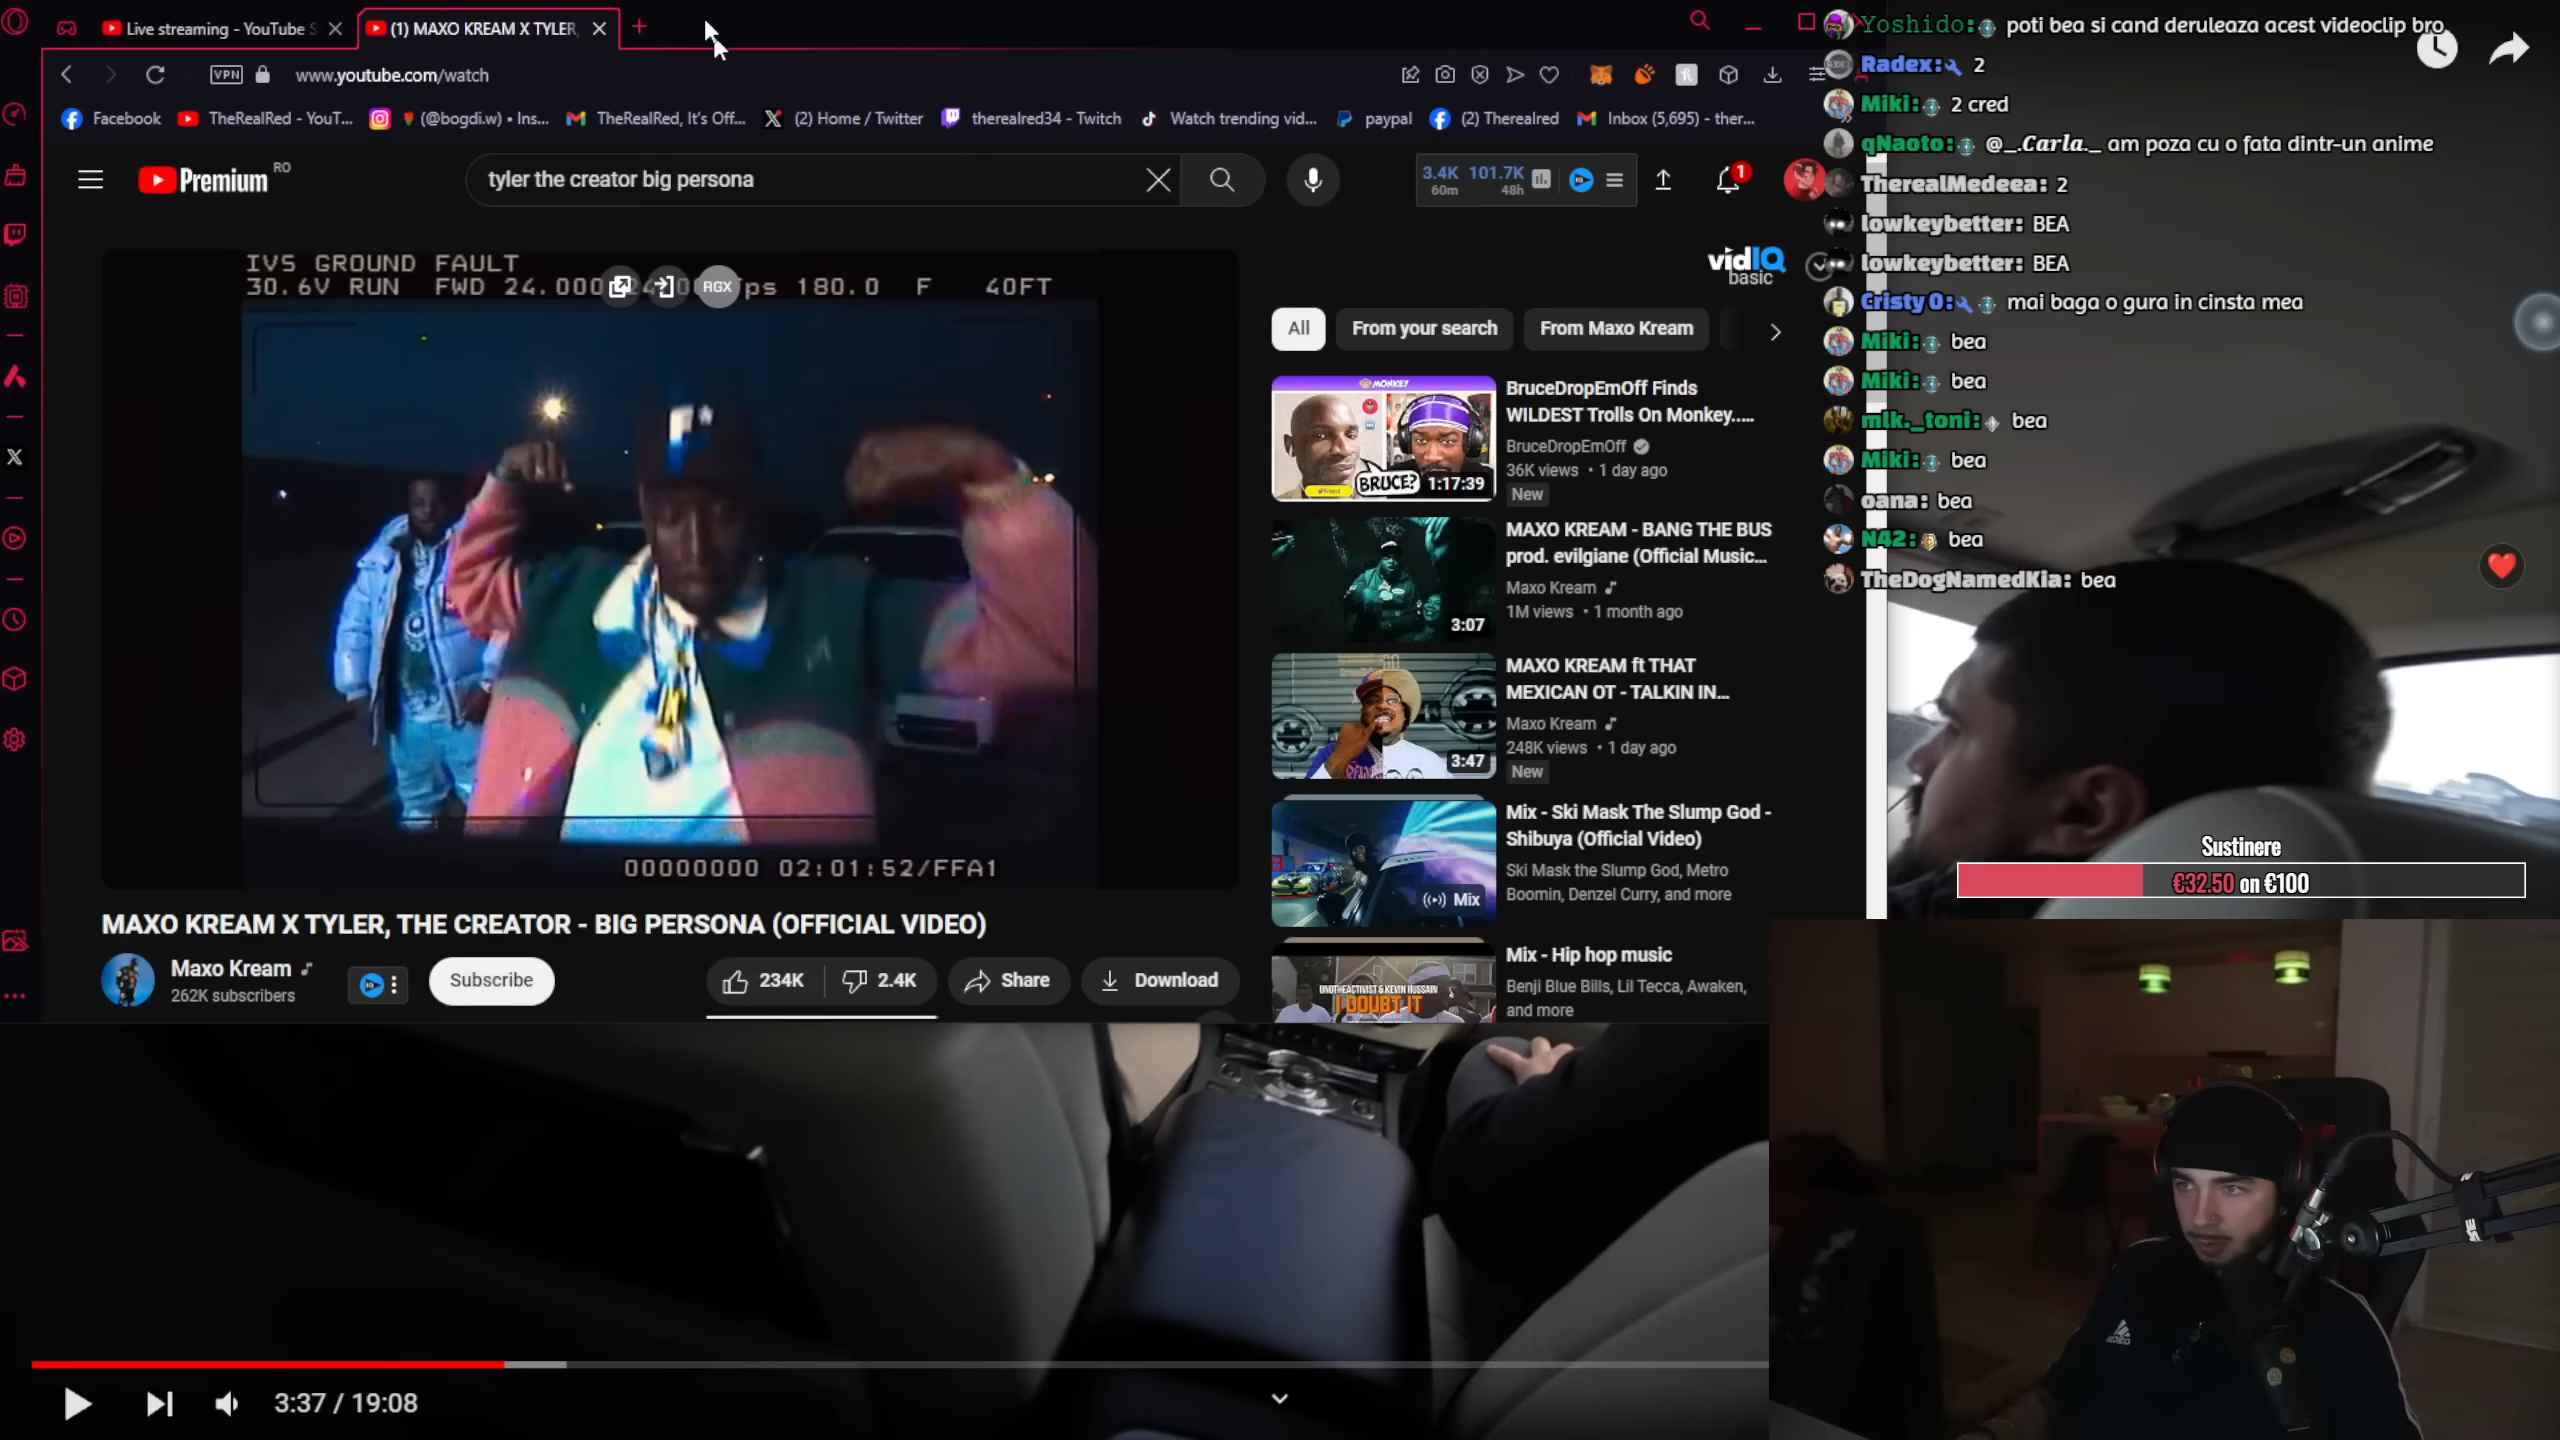 Live streaming - YouTube S
(1) MAXO KREAM X TYLER,
VPN
www.youtube.com/watch
Facebook
TheRealRed - YouT...
(@bogdi.w) • Ins...
TheRealRed, It's Off...
(2) Home / Twitter
therealred34 - Twitch
Watch trending vid...
paypal
(2) Therealred
Inbox (5,695) - ther...
Premium RO
tyler the creator big persona
3.4K 101.7K
60m 48h
1
IVS GROUND FAULT
30.6V RUN FWD 24.000
ps 180.0 F 40FT
RGX
00000000 02:01:52/FFA1
MAXO KREAM X TYLER, THE CREATOR - BIG PERSONA (OFFICIAL VIDEO)
Maxo Kream
262K subscribers
Subscribe
234K
2.4K
Share
Download
vidIQ
basic
All
From your search
From Maxo Kream
MONKEY
BRUCE?
1:17:39
BruceDropEmOff Finds
WILDEST Trolls On Monkey.....
BruceDropEmOff
36K views • 1 day ago
New
3:07
MAXO KREAM - BANG THE BUS
prod. evilgiane (Official Music...
Maxo Kream
1M views • 1 month ago
3:47
MAXO KREAM ft THAT
MEXICAN OT - TALKIN IN...
Maxo Kream
248K views • 1 day ago
New
Mix
Mix - Ski Mask The Slump God -
Shibuya (Official Video)
Ski Mask the Slump God, Metro
Boomin, Denzel Curry, and more
UNOTHEACTIVIST & KEVIN HUSSAIN
I DOUBT IT
Mix - Hip hop music
Benji Blue Bills, Lil Tecca, Awaken,
and more
Yoshido: poti bea si cand deruleaza acest videoclip bro
Radex: 2
Miki: 2 cred
qNaoto: @_.Carla._ am poza cu o fata dintr-un anime
TherealMedeea: 2
lowkeybetter: BEA
lowkeybetter: BEA
Cristy 0: mai baga o gura in cinsta mea
Miki: bea
Miki: bea
mlk._toni: bea
Miki: bea
oana: bea
N42: bea
TheDogNamedKia: bea
Sustinere
€32.50 on €100
3:37 / 19:08